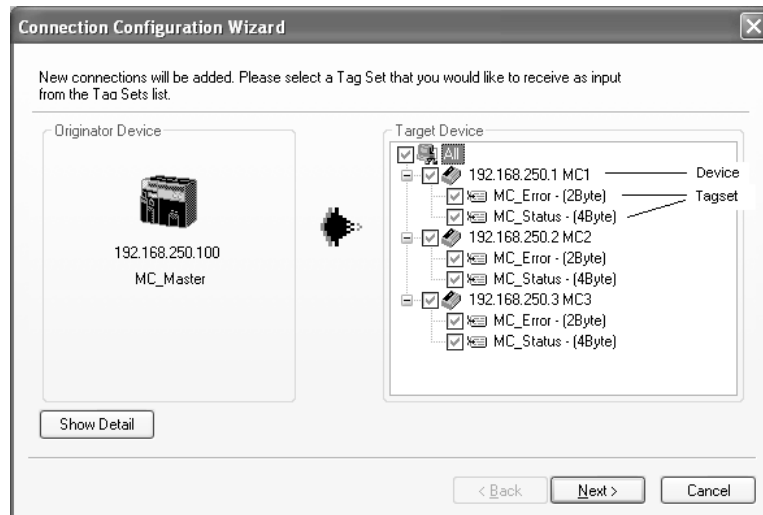 Connection Configuration Wizard
New connections will be added. Please select a Tag Set that you would like to receive as input
from the Tag Sets list.
Originator Device
192.168.250.100
MC_Master
Target Device
All
192.168.250.1 MC1
Device
MC_Error - (2Byte)
Tagset
MC_Status - (4Byte)
192.168.250.2 MC2
MC_Error - (2Byte)
MC_Status - (4Byte)
192.168.250.3 MC3
MC_Error - (2Byte)
MC_Status - (4Byte)
Show Detail
< Back
Next >
Cancel